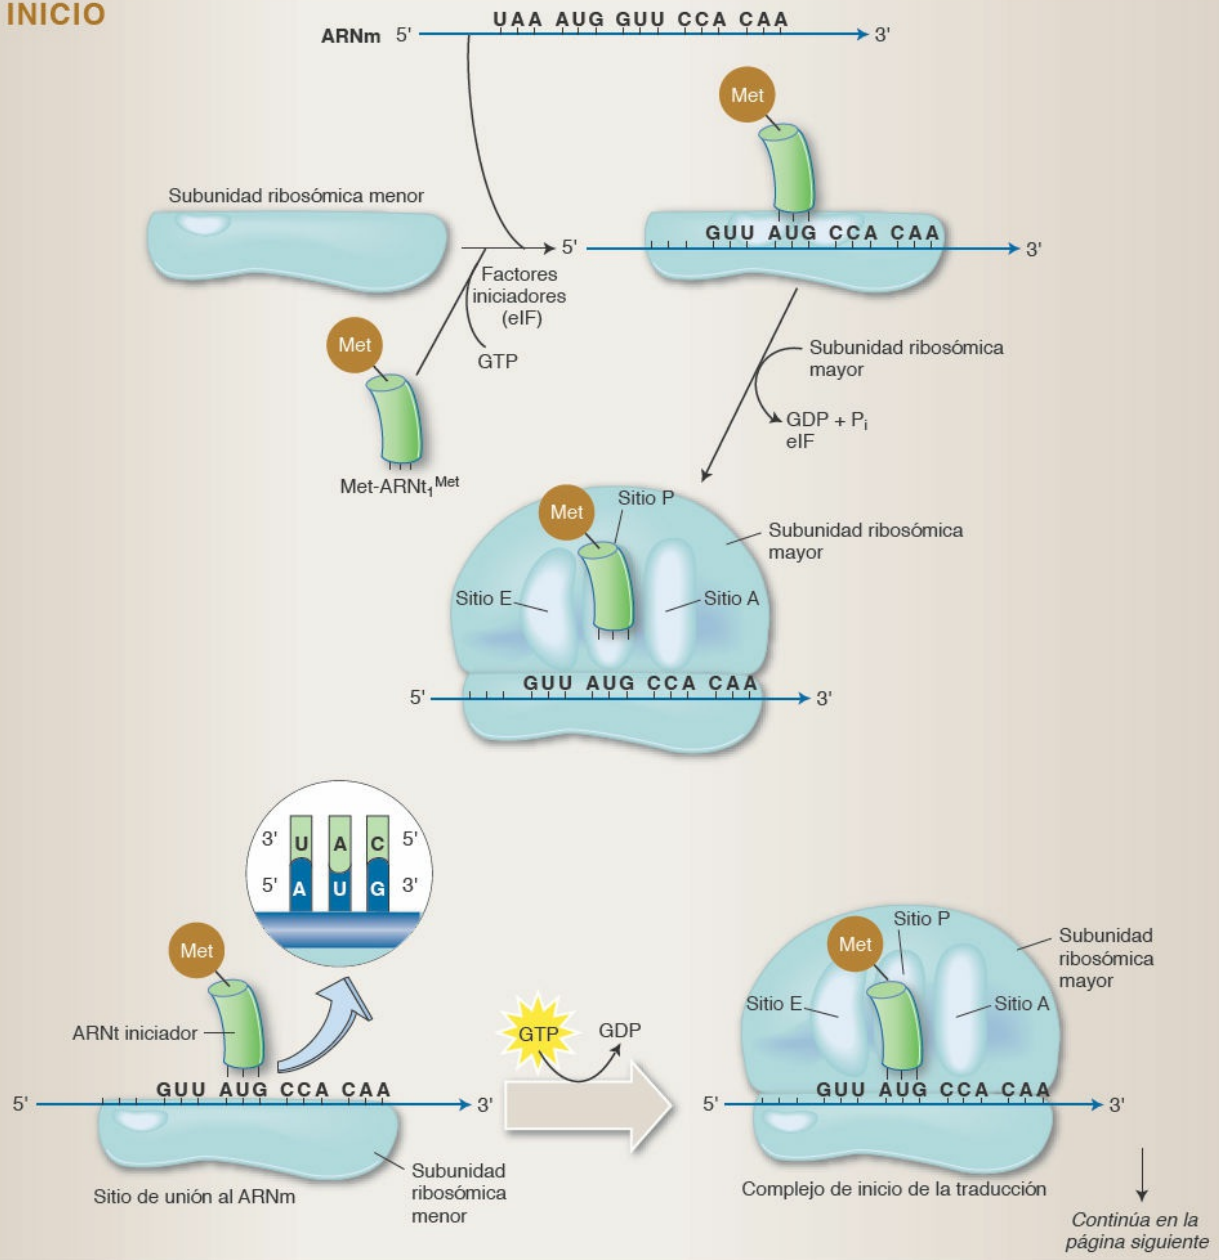 INICIO
UAA AUG GUU CCA CAA
ARNm 5' 3'
Met
Subunidad ribosómica menor
GUU AUG CCA CAA
5' 3'
Factores
iniciadores
(eIF)
GTP
Met
Met-ARNt₁ᴹᵉᵗ
Subunidad ribosómica
mayor
GDP + Pᵢ
eIF
Met
Sitio P
Subunidad ribosómica
mayor
Sitio E
Sitio A
GUU AUG CCA CAA
5' 3'
3' U A C 5'
5' A U G 3'
Met
ARNt iniciador
GUU AUG CCA CAA
5' 3'
Sitio de unión al ARNm
Subunidad
ribosómica
menor
GTP
GDP
Sitio P
Met
Subunidad
ribosómica
mayor
Sitio E
Sitio A
GUU AUG CCA CAA
5' 3'
Complejo de inicio de la traducción
Continúa en la
página siguiente